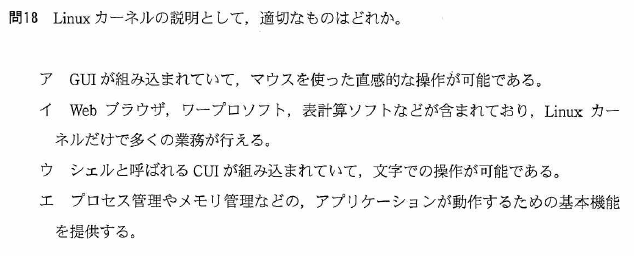 問18 Linux カーネルの説明として，適切なものはどれか。
ア GUI が組み込まれていて，マウスを使った直感的な操作が可能である。
イ Web ブラウザ，ワープロソフト，表計算ソフトなどが含まれており，Linux カー
ネルだけで多くの業務が行える。
ウ シェルと呼ばれる CUI が組み込まれていて，文字での操作が可能である。
エ プロセス管理やメモリ管理などの，アプリケーションが動作するための基本機能
を提供する。